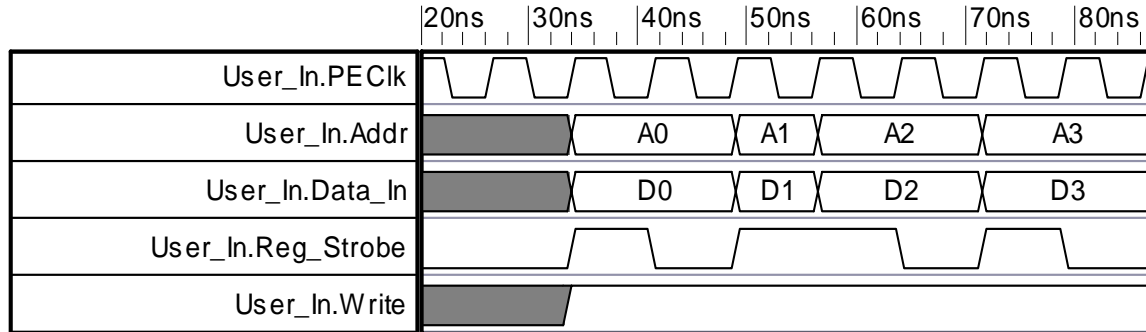 20ns 30ns 40ns 50ns 60ns 70ns 80ns
User_In.PEClk
User_In.Addr A0 A1 A2 A3
User_In.Data_In D0 D1 D2 D3
User_In.Reg_Strobe
User_In.Write